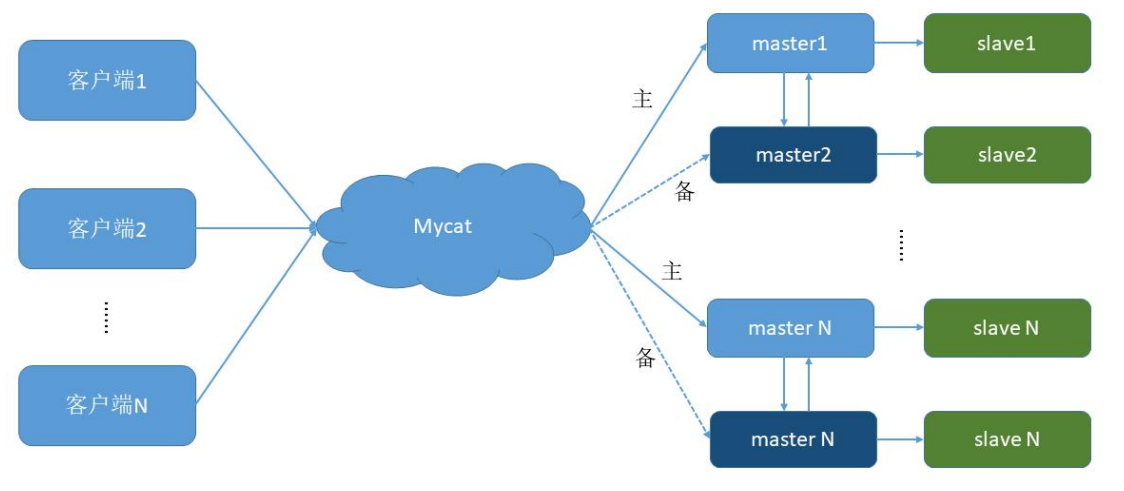 客户端1
客户端2
客户端N
Mycat
主
备
主
备
master1
slave1
master2
slave2
master N
slave N
master N
slave N